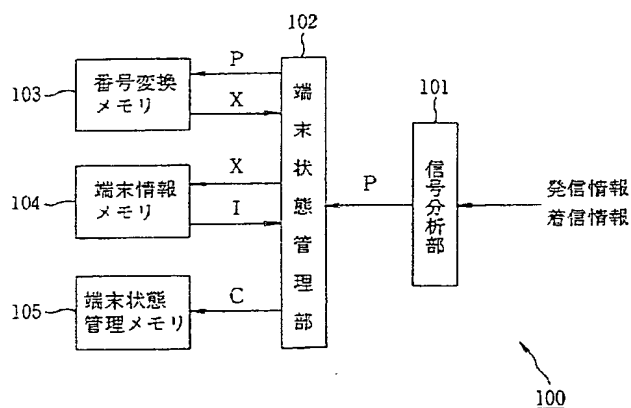 102
P
番号変換
メモリ
103
X
端末状態管理部
101
信号分析部
P
発信情報
着信情報
X
端末情報
メモリ
104
I
C
端末状態
管理メモリ
105
100